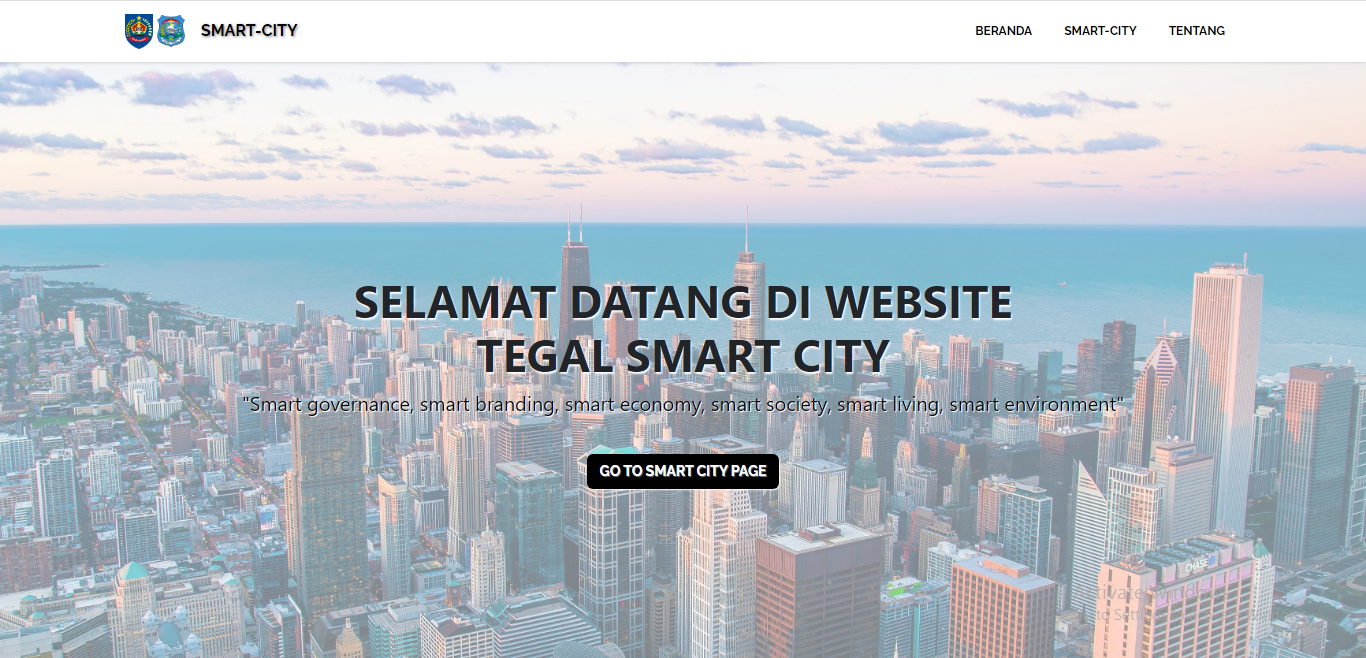 SMART-CITY
BERANDA SMART-CITY TENTANG
SELAMAT DATANG DI WEBSITE
TEGAL SMART CITY
"Smart governance, smart branding, smart economy, smart society, smart living, smart environment"
GO TO SMART CITY PAGE
CHASE